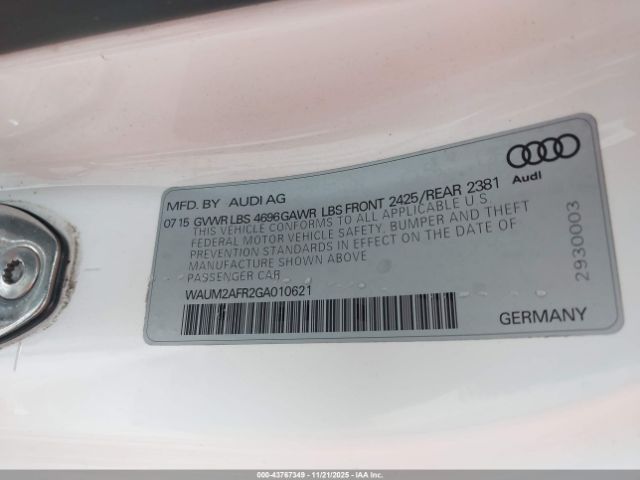 Audi
MFD. BY AUDI AG
07 15 GVWR LBS 4696 GAWR LBS FRONT 2425/REAR 2381
THIS VEHICLE CONFORMS TO ALL APPLICABLE U.S.
FEDERAL MOTOR VEHICLE SAFETY, BUMPER AND THEFT
PREVENTION STANDARDS IN EFFECT ON THE DATE OF
MANUFACTURE SHOWN ABOVE
PASSENGER CAR
WAUM2AFR2GA010621
2930003
GERMANY
000-43767349 - 11/21/2025 - IAA Inc.